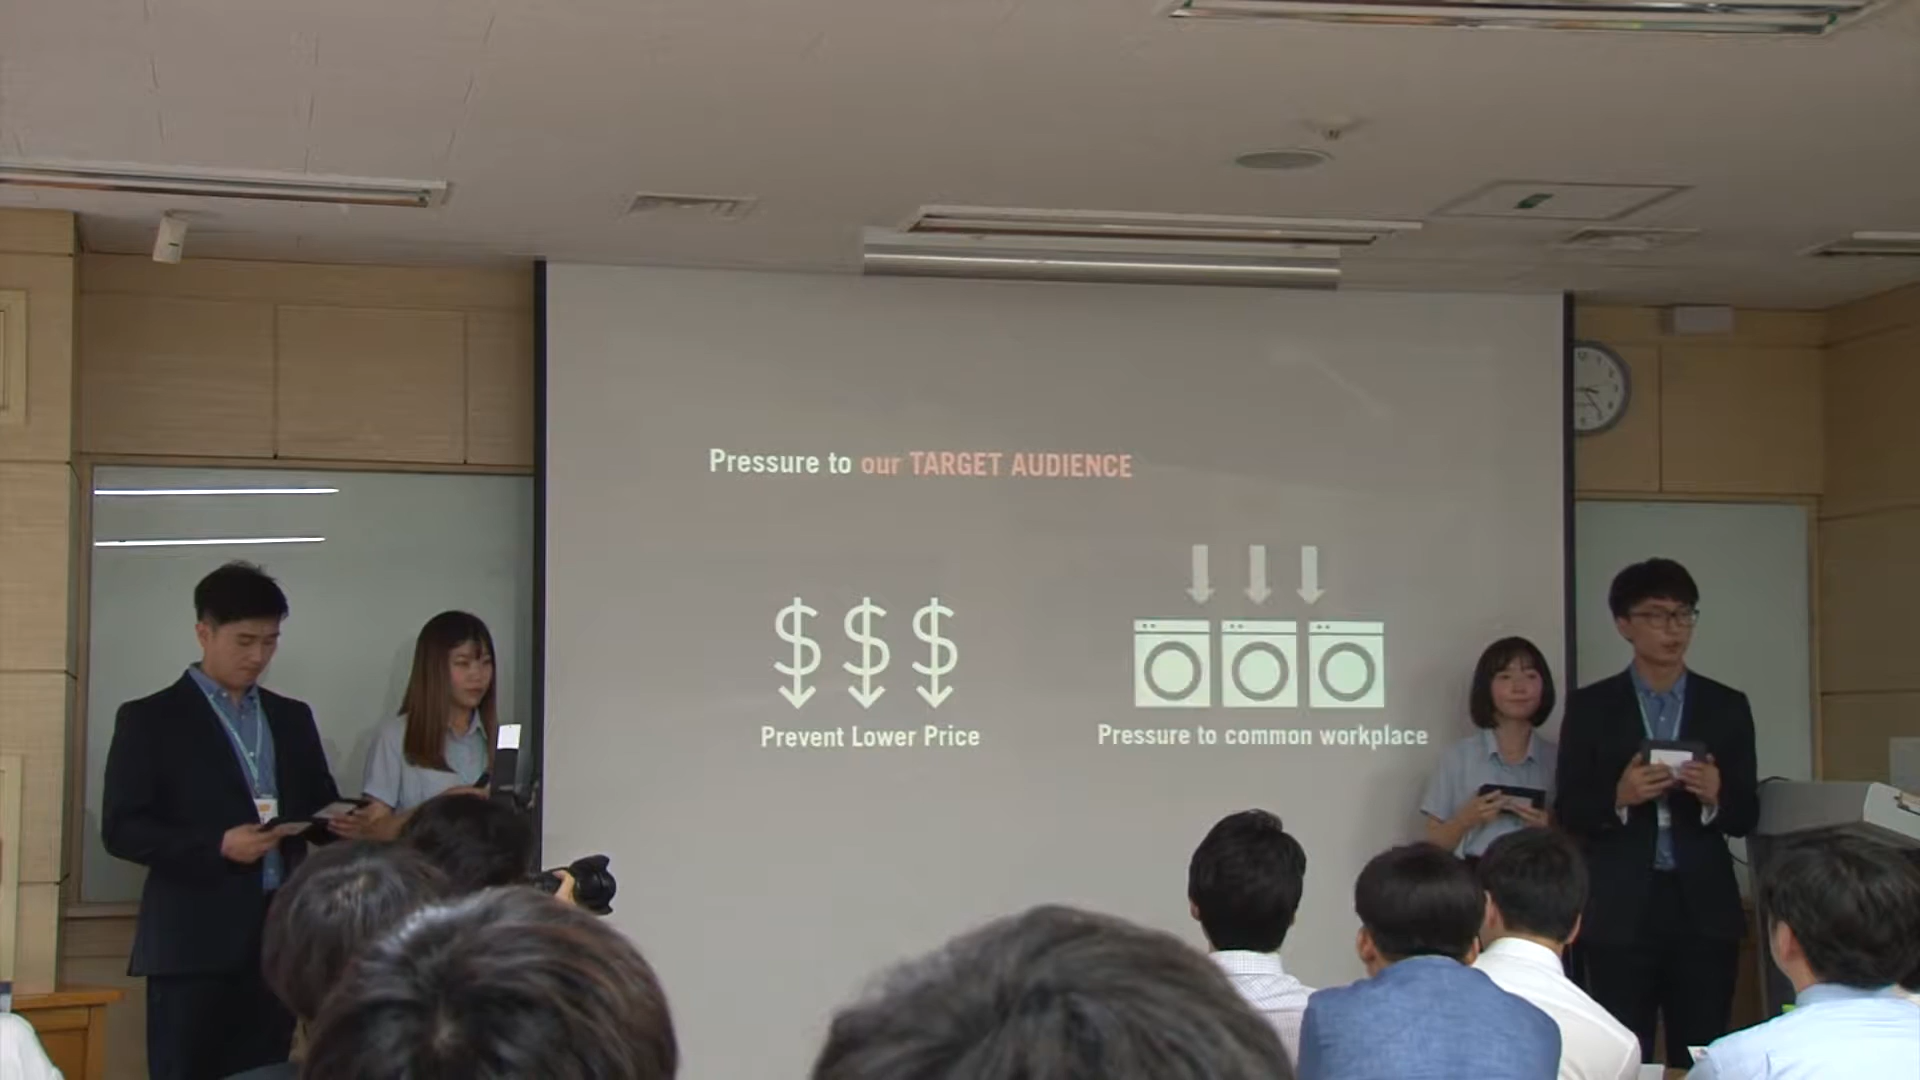 Pressure to our TARGET AUDIENCE
$ $ $
Prevent Lower Price
Pressure to common workplace